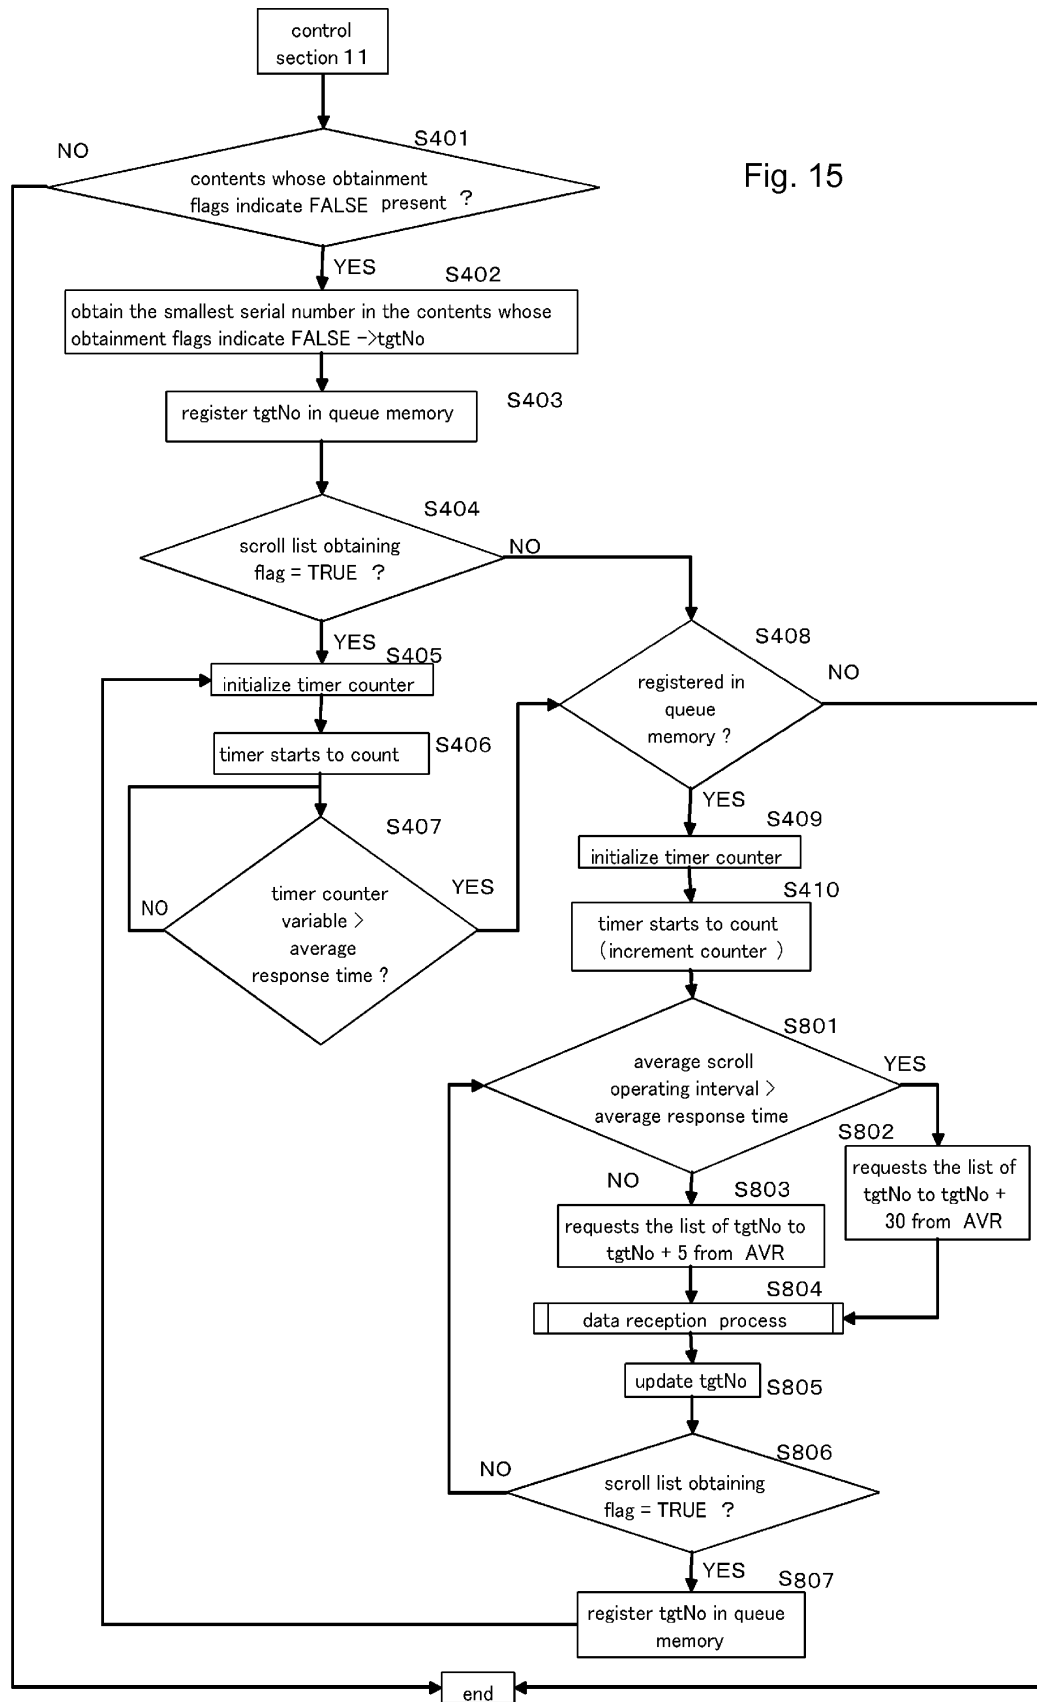 control
section 11
S401
NO
Fig. 15
contents whose obtainment
flags indicate FALSE present ?
YES
S402
obtain the smallest serial number in the contents whose
obtainment flags indicate FALSE ->tgtNo
S403
register tgtNo in queue memory
S404
scroll list obtaining
flag = TRUE ?
NO
YES
S405
initialize timer counter
S408
registered in
queue
memory ?
NO
S406
timer starts to count
YES
S407
timer counter
variable >
average
response time ?
NO
YES
S409
initialize timer counter
S410
timer starts to count
(increment counter )
S801
average scroll
operating interval >
average response time
YES
S802
requests the list of
tgtNo to tgtNo +
30 from AVR
NO
S803
requests the list of tgtNo to
tgtNo + 5 from AVR
S804
data reception process
update tgtNo
S805
S806
NO
scroll list obtaining
flag = TRUE ?
YES
S807
register tgtNo in queue
memory
end